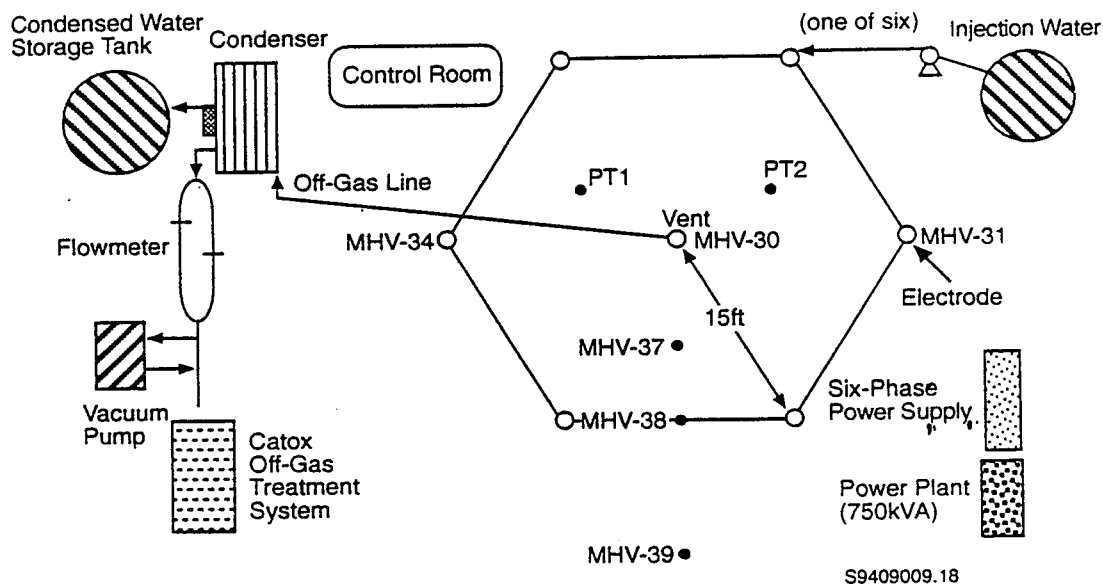 Condensed Water
Storage Tank
Condenser
Control Room
(one of six)
Injection Water
Off-Gas Line
PT1
PT2
Vent
MHV-34
MHV-30
MHV-31
Flowmeter
Electrode
15ft
MHV-37
Vacuum
Pump
MHV-38
Six-Phase
Power Supply
Catox
Off-Gas
Treatment
System
Power Plant
(750kVA)
MHV-39
S9409009.18